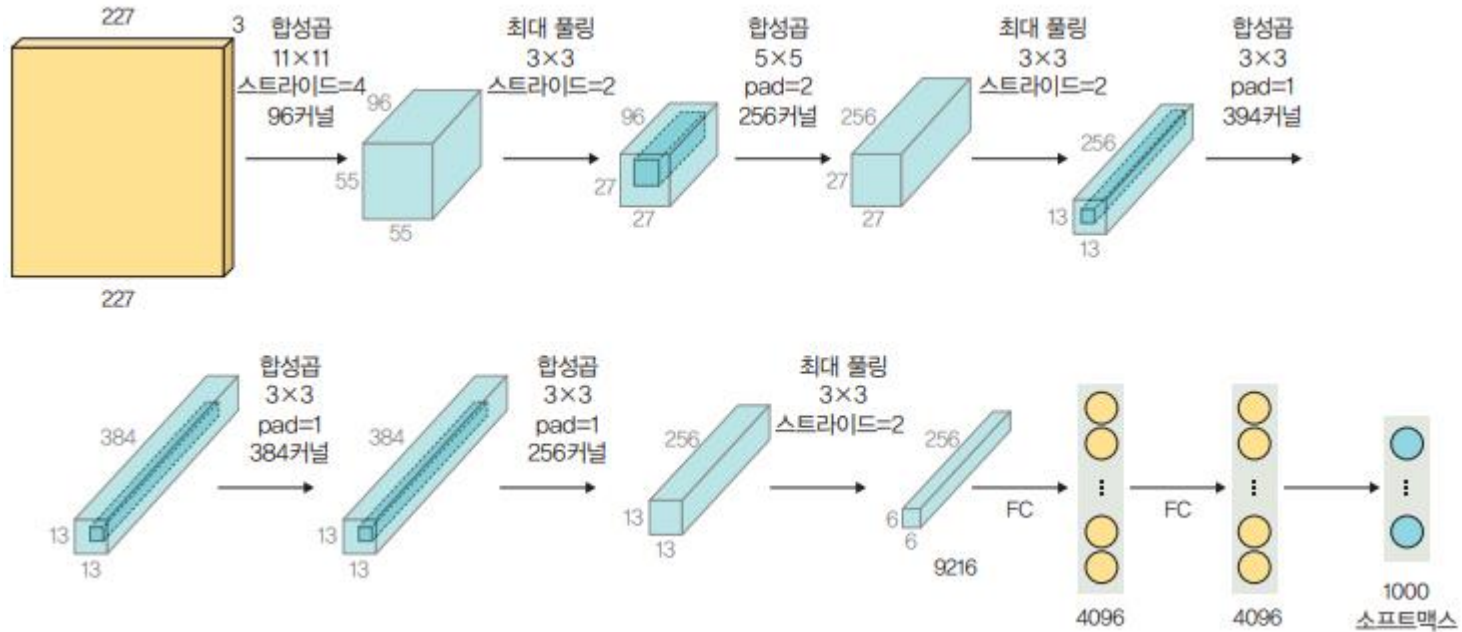 227
3
합성곱
11×11
스트라이드=4
96커널
227
96
55
55
최대 풀링
3×3
스트라이드=2
96
27
27
합성곱
5×5
pad=2
256커널
256
27
27
최대 풀링
3×3
스트라이드=2
256
13
13
합성곱
3×3
pad=1
394커널
384
13
13
합성곱
3×3
pad=1
384커널
384
13
13
합성곱
3×3
pad=1
256커널
256
13
13
최대 풀링
3×3
스트라이드=2
256
6
6
9216
FC
4096
FC
4096
1000
소프트맥스